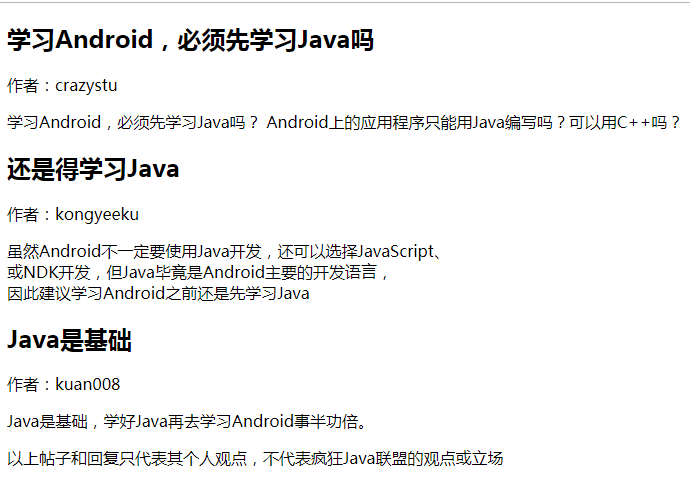 学习Android，必须先学习Java吗
作者：crazystu
学习Android，必须先学习Java吗？ Android上的应用程序只能用Java编写吗？可以用C++吗？
还是得学习Java
作者：kongyeeku
虽然Android不一定要使用Java开发，还可以选择JavaScript、
或NDK开发，但Java毕竟是Android主要的开发语言，
因此建议学习Android之前还是先学习Java
Java是基础
作者：kuan008
Java是基础，学好Java再去学习Android事半功倍。
以上帖子和回复只代表其个人观点，不代表疯狂Java联盟的观点或立场